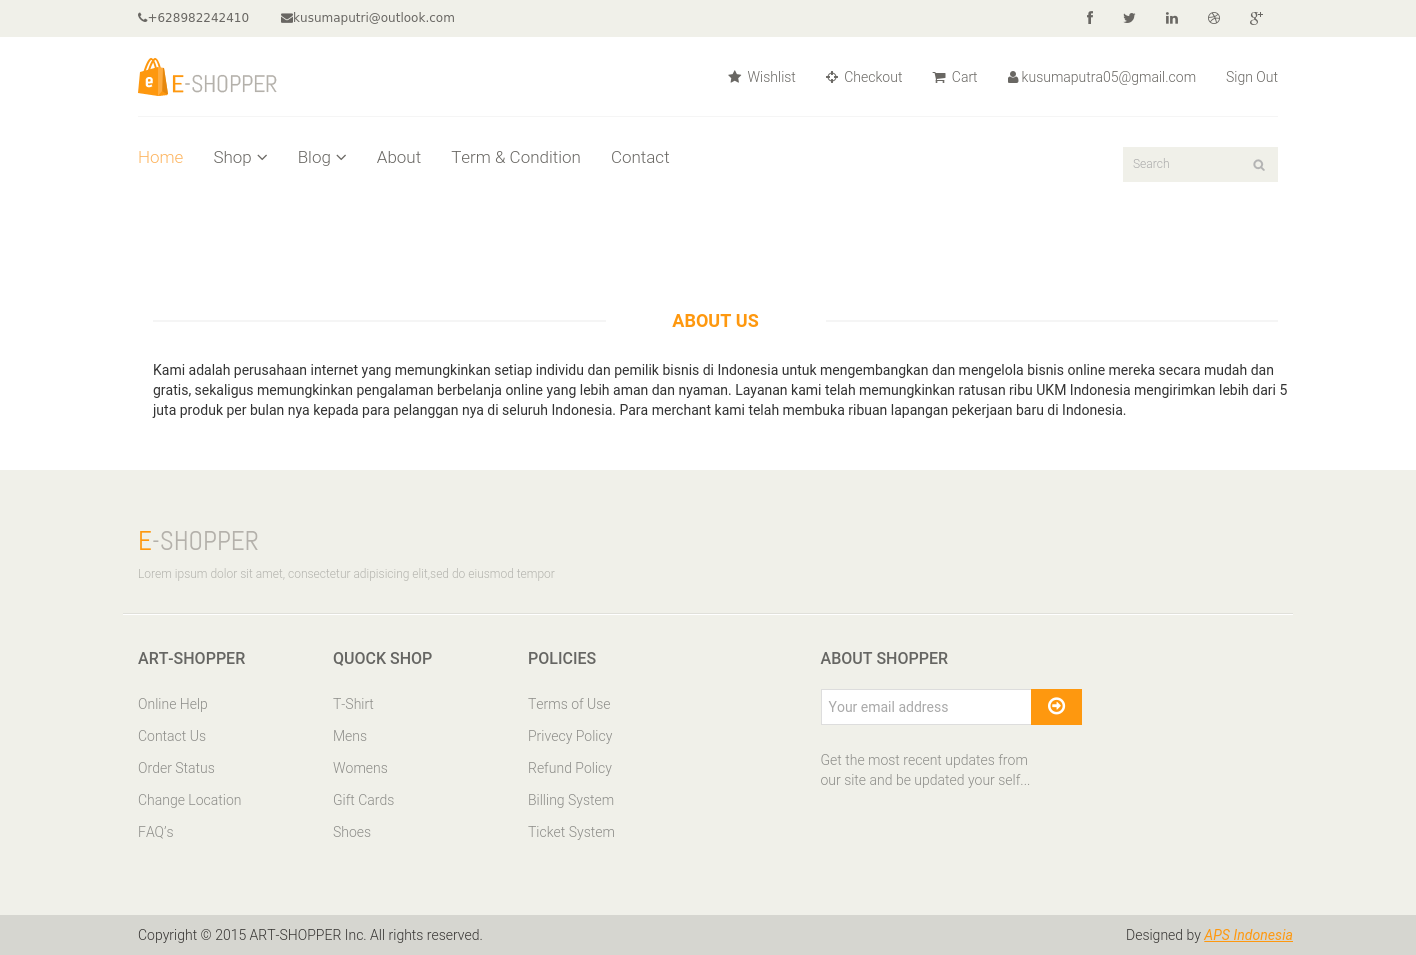 +628982242410 kusumaputri@outlook.com
E-SHOPPER
Wishlist Checkout Cart kusumaputra05@gmail.com Sign Out
Home Shop Blog About Term & Condition Contact
Search
ABOUT US
Kami adalah perusahaan internet yang memungkinkan setiap individu dan pemilik bisnis di Indonesia untuk mengembangkan dan mengelola bisnis online mereka secara mudah dan
gratis, sekaligus memungkinkan pengalaman berbelanja online yang lebih aman dan nyaman. Layanan kami telah memungkinkan ratusan ribu UKM Indonesia mengirimkan lebih dari 5
juta produk per bulan nya kepada para pelanggan nya di seluruh Indonesia. Para merchant kami telah membuka ribuan lapangan pekerjaan baru di Indonesia.
E-SHOPPER
Lorem ipsum dolor sit amet, consectetur adipisicing elit,sed do eiusmod tempor
ART-SHOPPER
Online Help
Contact Us
Order Status
Change Location
FAQ's
QUOCK SHOP
T-Shirt
Mens
Womens
Gift Cards
Shoes
POLICIES
Terms of Use
Privecy Policy
Refund Policy
Billing System
Ticket System
ABOUT SHOPPER
Your email address
Get the most recent updates from
our site and be updated your self...
Copyright © 2015 ART-SHOPPER Inc. All rights reserved.
Designed by APS Indonesia